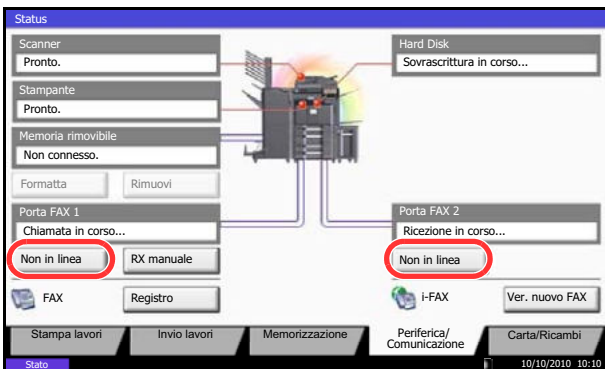 Status
Scanner
Pronto.
Hard Disk
Sovrascrittura in corso...
Stampante
Pronto.
Memoria rimovibile
Non connesso.
Formatta
Rimuovi
Porta FAX 1
Chiamata in corso...
Porta FAX 2
Ricezione in corso...
Non in linea
RX manuale
Non in linea
FAX
Registro
i-FAX
Ver. nuovo FAX
Stampa lavori
Invio lavori
Memorizzazione
Periferica/
Comunicazione
Carta/Ricambi
Stato
10/10/2010 10:10